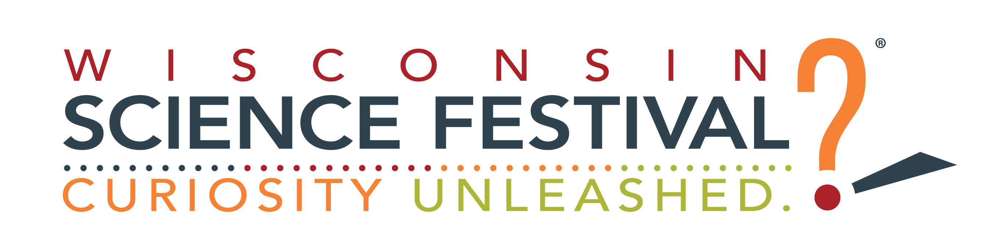 WISCONSIN
SCIENCE FESTIVAL?®
CURIOSITY UNLEASHED.